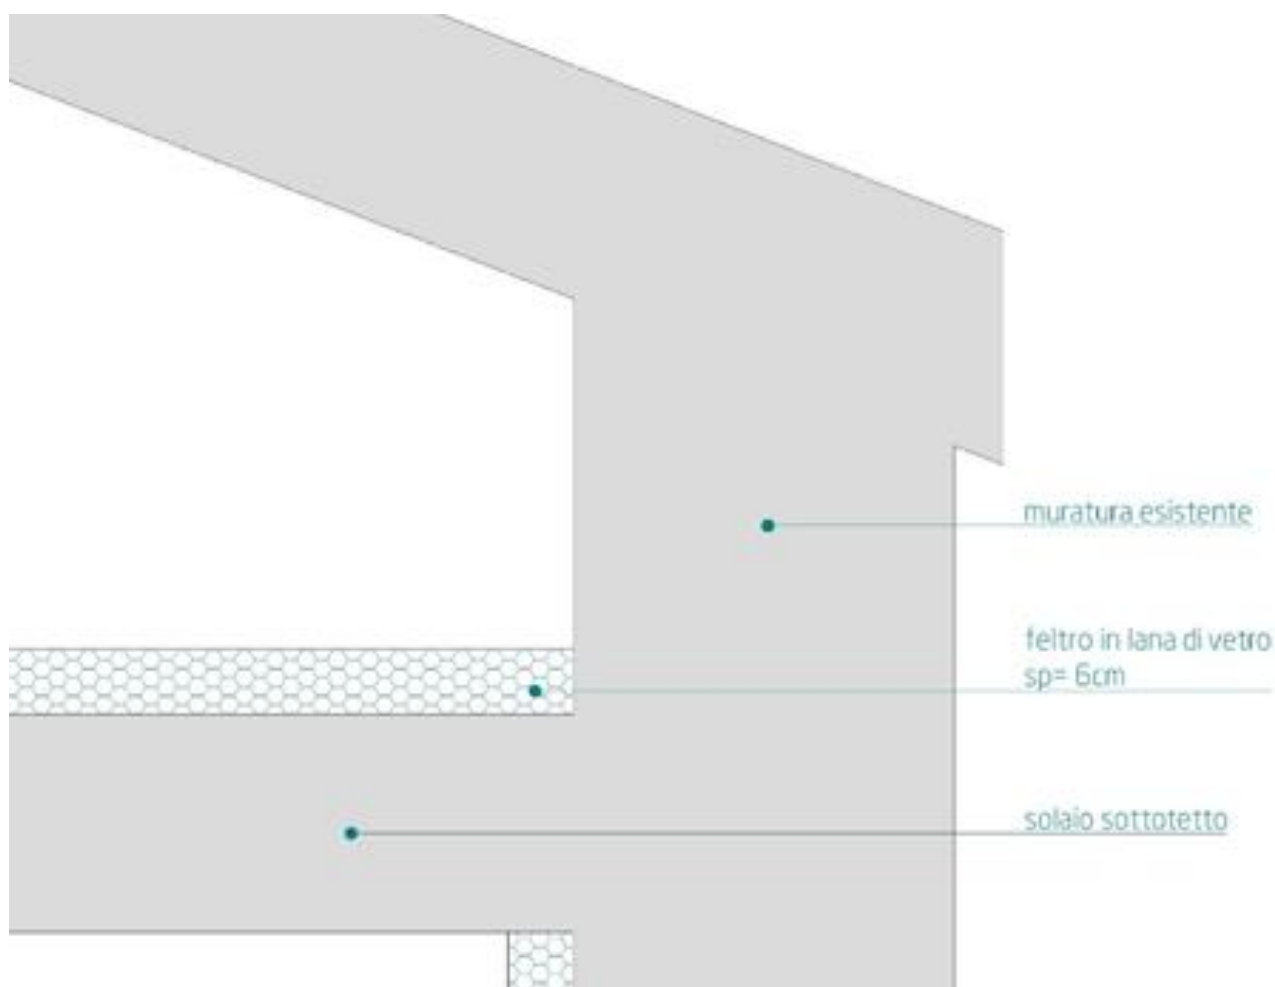 muratura esistente
feltro in lana di vetro
sp= 6cm
solaio sottotetto